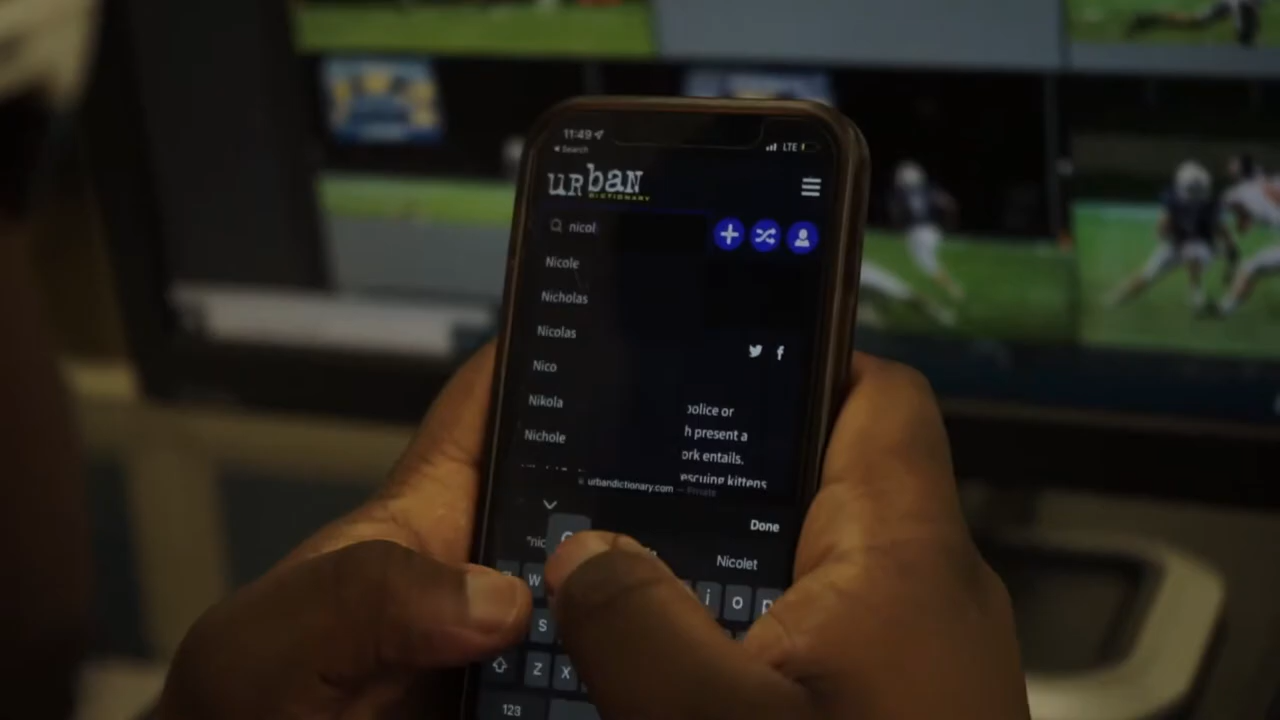 11:49
Search
LTE
urban
DICTIONARY
nicol
Nicole
Nicholas
Nicolas
Nico
Nikola
Nichole
police or
h present a
ork entails.
escuing kittens
urbandictionary.com — Private
Done
"nic
Nicolet
W
i o p
S
Z X
123